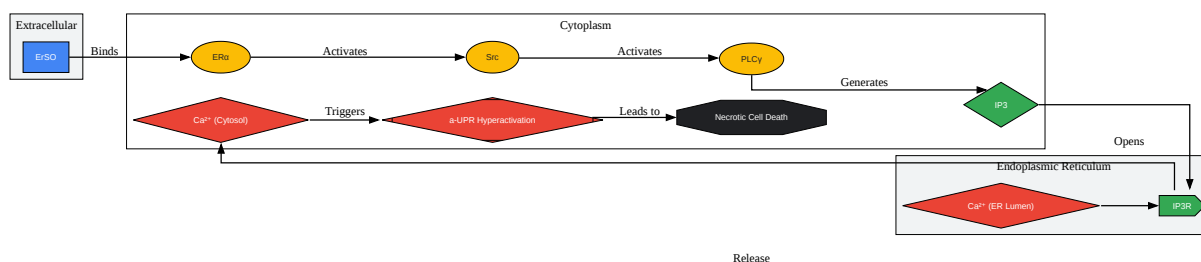 Extracellular
Cytoplasm
ErSO
Binds
ERα
Activates
Src
Activates
PLCγ
Generates
IP3
Ca²⁺ (Cytosol)
Triggers
a-UPR Hyperactivation
Leads to
Necrotic Cell Death
Opens
Endoplasmic Reticulum
Ca²⁺ (ER Lumen)
IP3R
Release